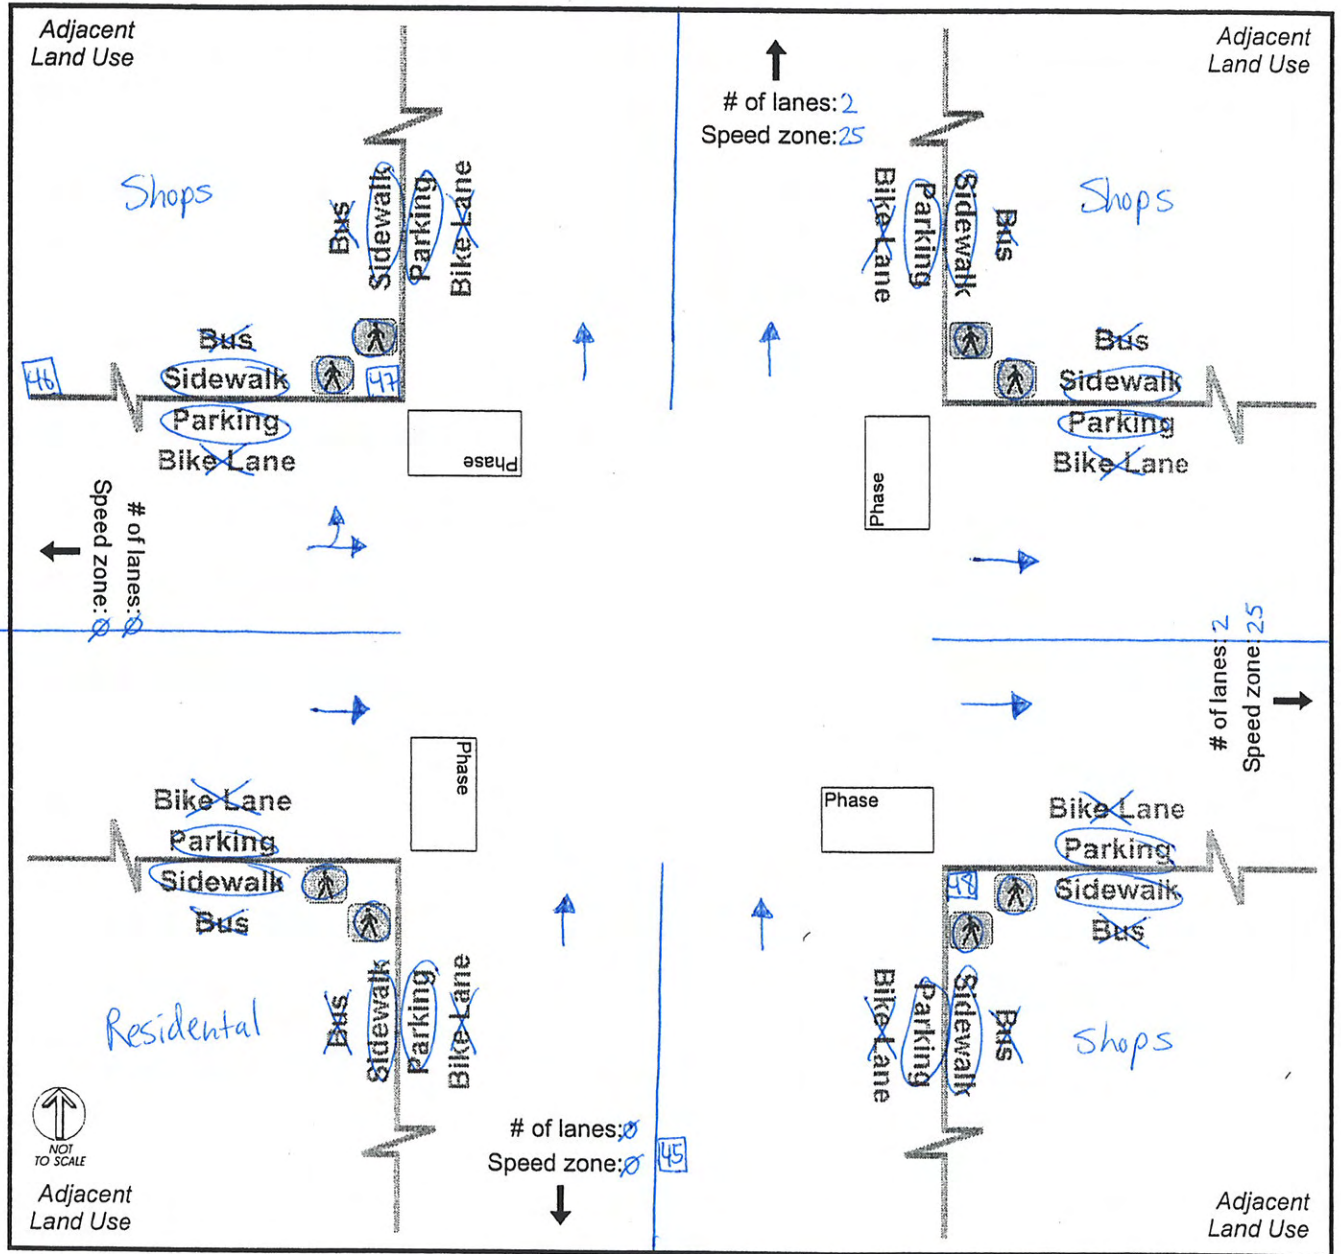 Adjacent
Land Use
Adjacent
Land Use
# of lanes: 2
Speed zone: 25
Shops
Bus
Sidewalk
Parking
Bike Lane
Bike Lane
Parking
Sidewalk
Bus
Shops
Bus
Sidewalk
Parking
Bike Lane
46
47
Phase
Bus
Sidewalk
Parking
Bike Lane
Phase
# of lanes: Ø
Speed zone: Ø
# of lanes: 2
Speed zone: 25
Bike Lane
Parking
Sidewalk
Bus
Phase
Phase
Bike Lane
Parking
Sidewalk
Bus
48
Residental
Bus
Sidewalk
Parking
Bike Lane
Bike Lane
Parking
Sidewalk
Bus
Shops
# of lanes: Ø
Speed zone: Ø
45
NOT
TO SCALE
Adjacent
Land Use
Adjacent
Land Use